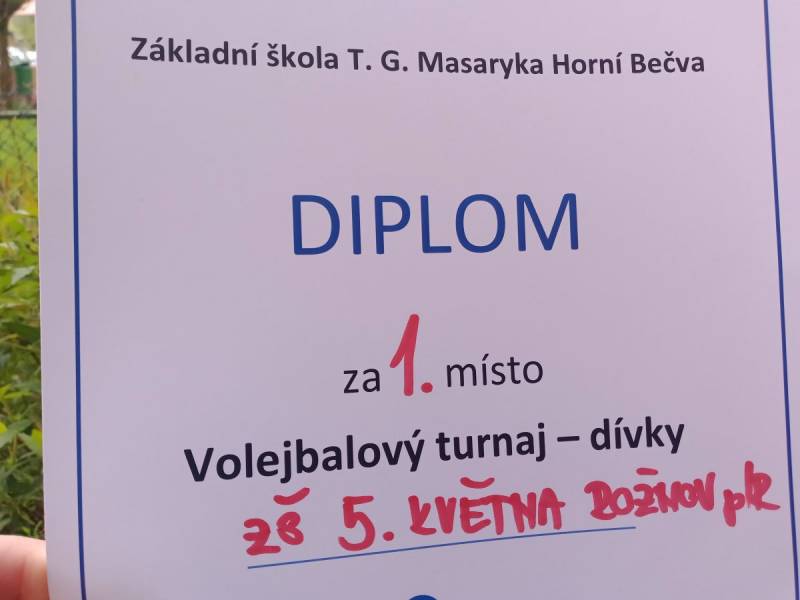 Základní škola T. G. Masaryka Horní Bečva
DIPLOM
za 1. místo
Volejbalový turnaj – dívky
ZŠ 5. KVĚTNA ROŽNOV p/R